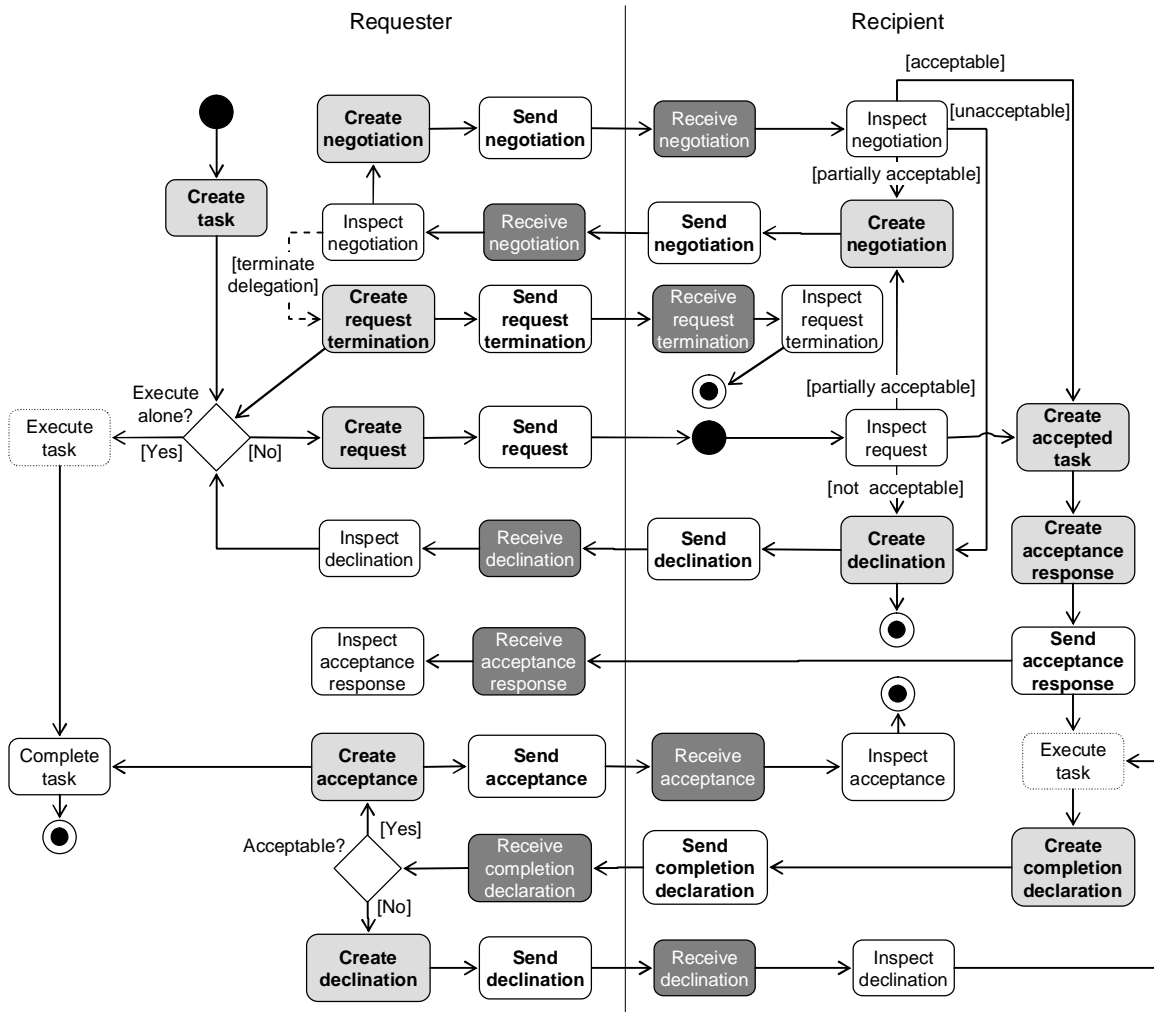 Requester
Recipient
[acceptable]
Create
negotiation
Send
negotiation
Receive
negotiation
Inspect
negotiation
[unacceptable]
[partially acceptable]
Create
task
Inspect
negotiation
Receive
negotiation
Send
negotiation
Create
negotiation
[terminate
delegation]
Create
request
termination
Send
request
termination
Receive
request
termination
Inspect
request
termination
Execute
alone?
[partially acceptable]
Execute
task
[Yes]
[No]
Create
request
Send
request
Inspect
request
Create
accepted
task
[not  acceptable]
Inspect
declination
Receive
declination
Send
declination
Create
declination
Create
acceptance
response
Inspect
acceptance
response
Receive
acceptance
response
Send
acceptance
response
Complete
task
Create
acceptance
Send
acceptance
Receive
acceptance
Inspect
acceptance
Execute
task
[Yes]
Acceptable?
Receive
completion
declaration
Send
completion
declaration
Create
completion
declaration
[No]
Create
declination
Send
declination
Receive
declination
Inspect
declination